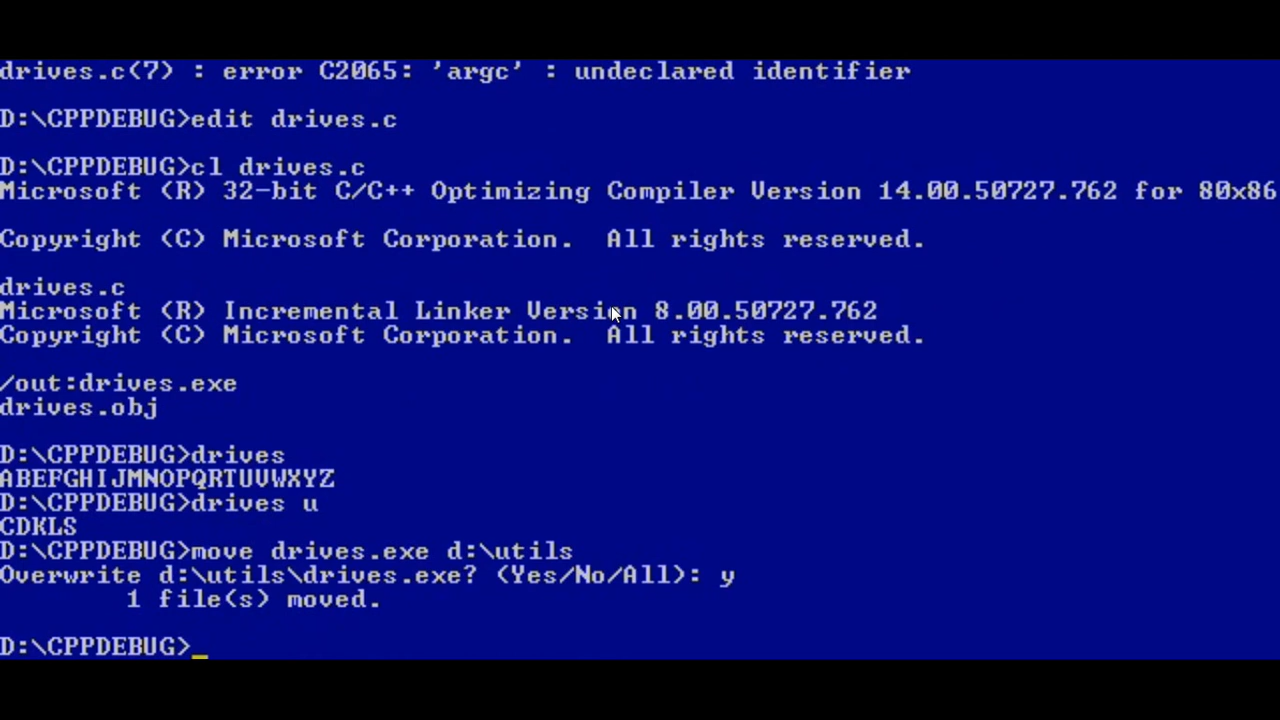 drives.c(7) : error C2065: 'argc' : undeclared identifier
D:\CPPDEBUG>edit drives.c
D:\CPPDEBUG>cl drives.c
Microsoft (R) 32-bit C/C++ Optimizing Compiler Version 14.00.50727.762 for 80x86
Copyright (C) Microsoft Corporation.  All rights reserved.
drives.c
Microsoft (R) Incremental Linker Version 8.00.50727.762
Copyright (C) Microsoft Corporation.  All rights reserved.
/out:drives.exe
drives.obj
D:\CPPDEBUG>drives
ABEFGHIJMNOPQRTUVWXYZ
D:\CPPDEBUG>drives u
CDKLS
D:\CPPDEBUG>move drives.exe d:\utils
Overwrite d:\utils\drives.exe? (Yes/No/All): y
        1 file(s) moved.
D:\CPPDEBUG>_